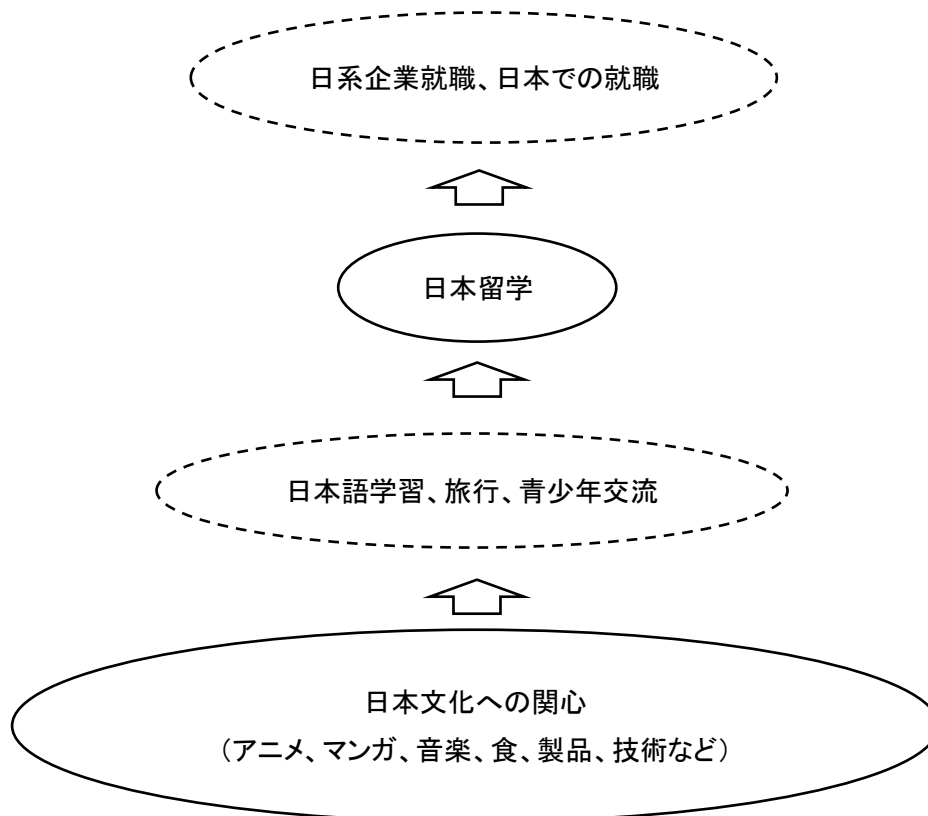 日系企業就職、日本での就職
日本留学
日本語学習、旅行、青少年交流
日本文化への関心
（アニメ、マンガ、音楽、食、製品、技術など）